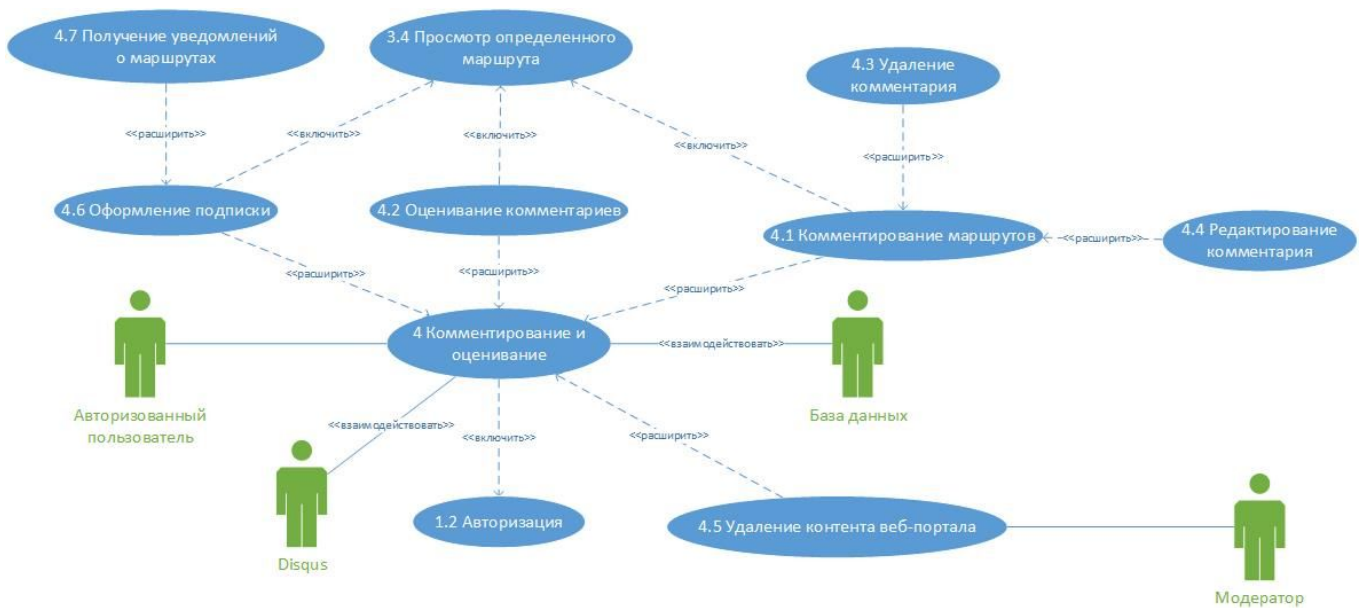 4.7 Получение уведомлений
о маршрутах
3.4 Просмотр определенного
маршрута
4.3 Удаление
комментария
<<расширить>>
<<включить>>
<<включить>>
<<включить>>
<<расширить>>
4.6 Оформление подписки
4.2 Оценивание комментариев
4.1 Комментирование маршрутов
<<расширить>>
4.4 Редактирование
комментария
<<расширить>>
<<расширить>>
<<расширить>>
4 Комментирование и
оценивание
<<взаимодействовать>>
Авторизованный
пользователь
База данных
<<взаимодействовать>>
<<включить>>
<<расширить>>
1.2 Авторизация
4.5 Удаление контента веб-портала
Disqus
Модератор